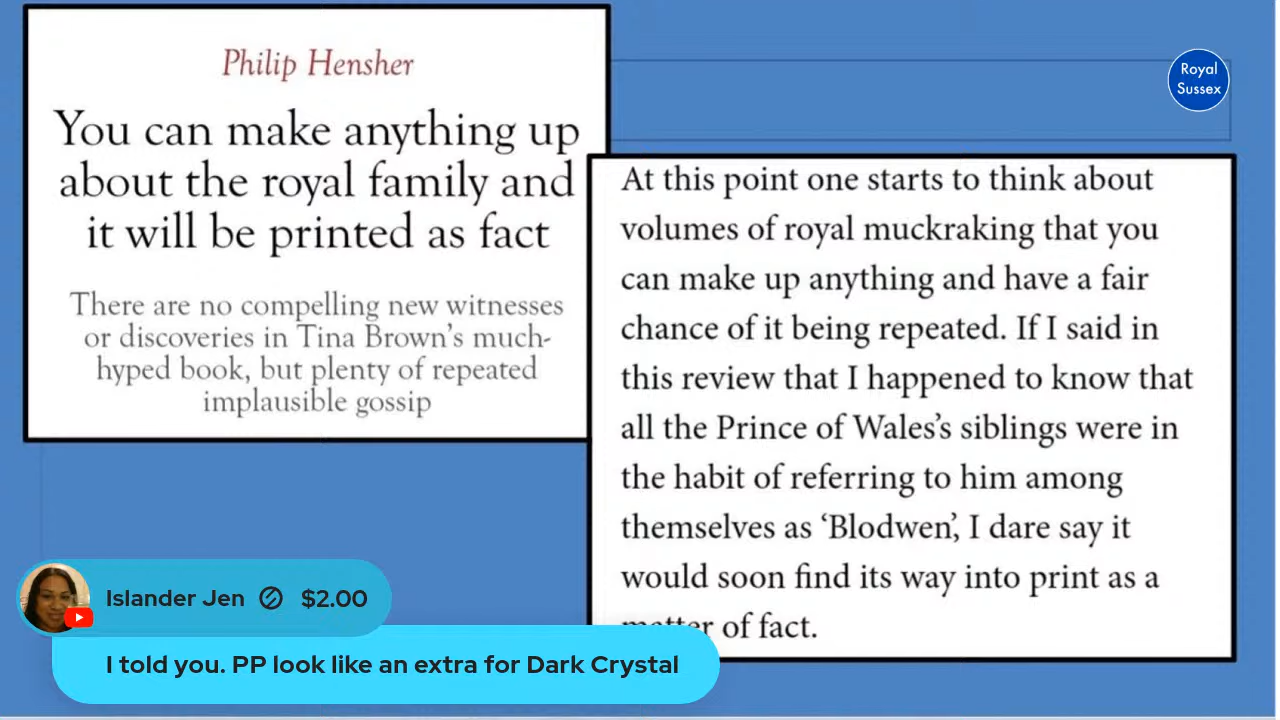 Philip Hensher
You can make anything up
about the royal family and
it will be printed as fact
There are no compelling new witnesses
or discoveries in Tina Brown's much-
hyped book, but plenty of repeated
implausible gossip
Royal
Sussex
At this point one starts to think about
volumes of royal muckraking that you
can make up anything and have a fair
chance of it being repeated. If I said in
this review that I happened to know that
all the Prince of Wales's siblings were in
the habit of referring to him among
themselves as ‘Blodwen’, I dare say it
would soon find its way into print as a
matter of fact.
Islander Jen $2.00
I told you. PP look like an extra for Dark Crystal